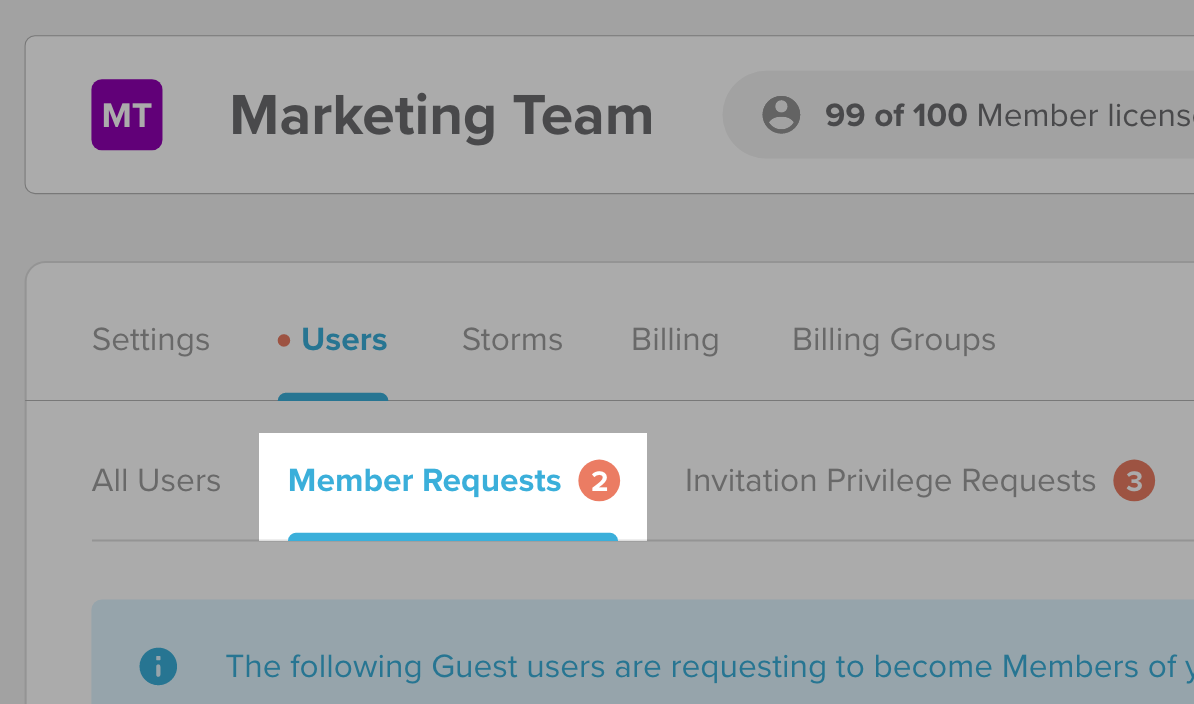 MT Marketing Team 99 of 100 Member license
Settings Users Storms Billing Billing Groups
All Users Member Requests 2 Invitation Privilege Requests 3
The following Guest users are requesting to become Members of